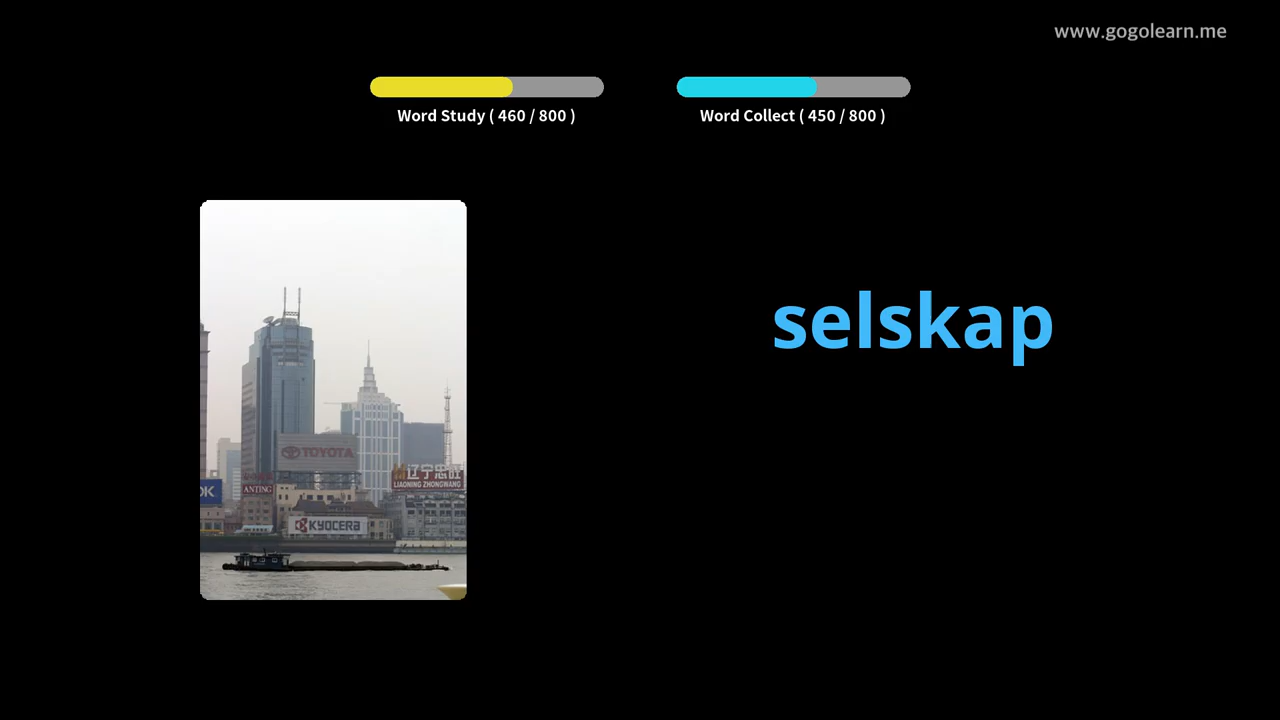 www.gogolearn.me
Word Study ( 460 / 800 )
Word Collect ( 450 / 800 )
selskap
TOYOTA
辽宁忠旺
LIAONING ZHONGWANG
OK
ANTING
KYOCERA